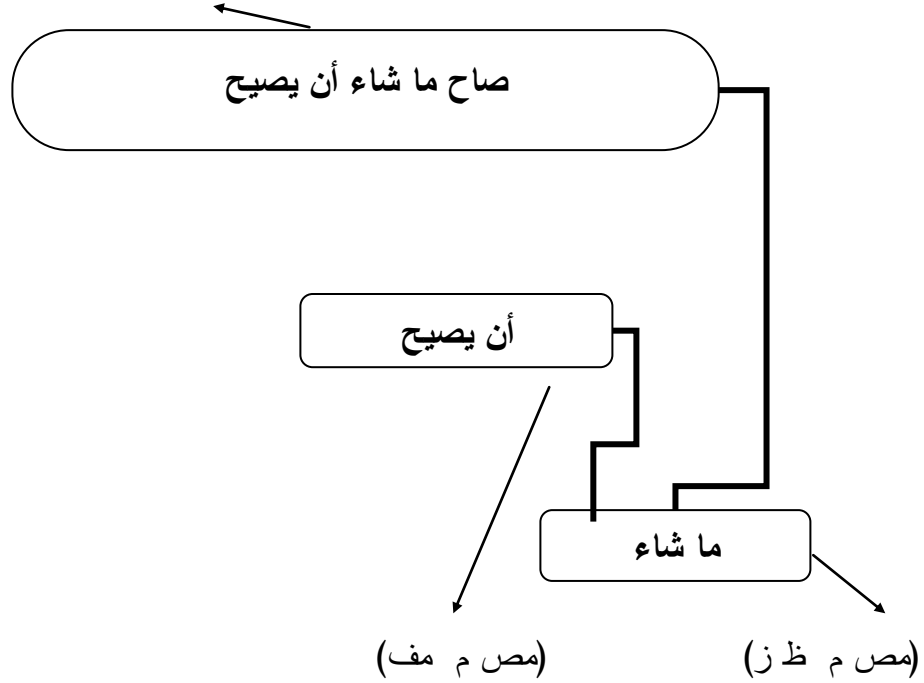 صاح ما شاء أن يصيح
أن يصيح
ما شاء
(مص م ظ ز)
(مص م مف)